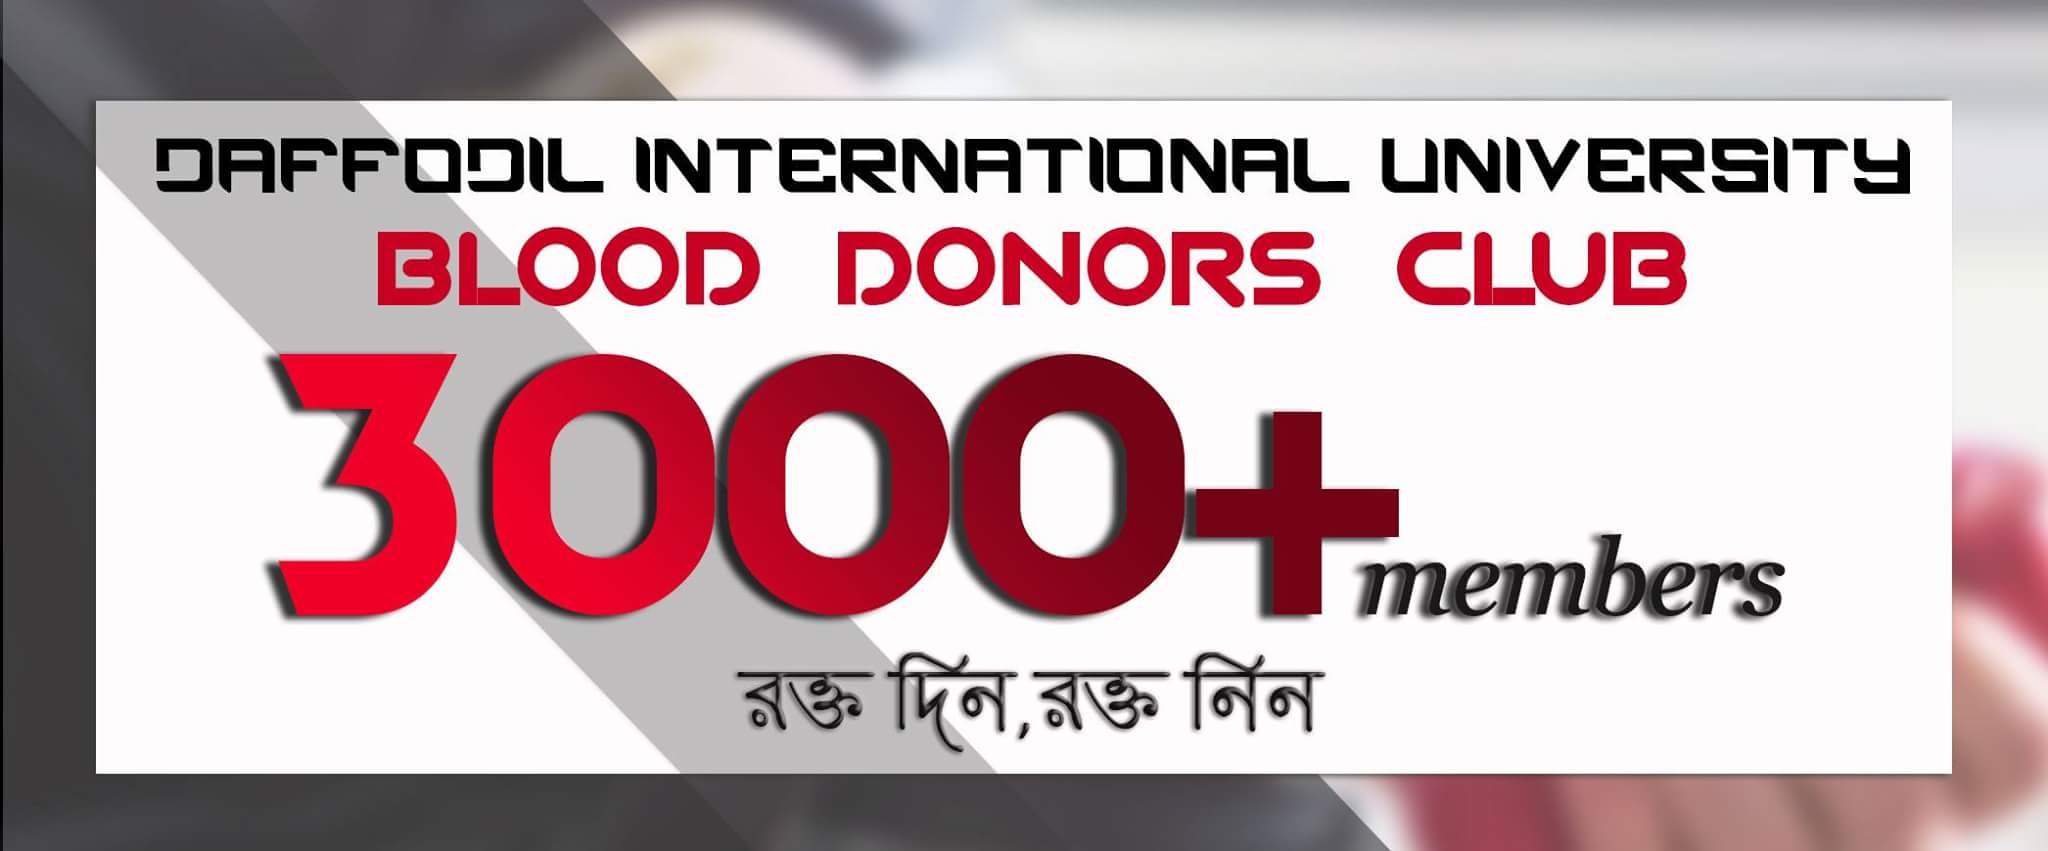 DAFFODIL INTERNATIONAL UNIVERSITY
BLOOD DONORS CLUB
3000+ members
রক্ত দিন,রক্ত নিন